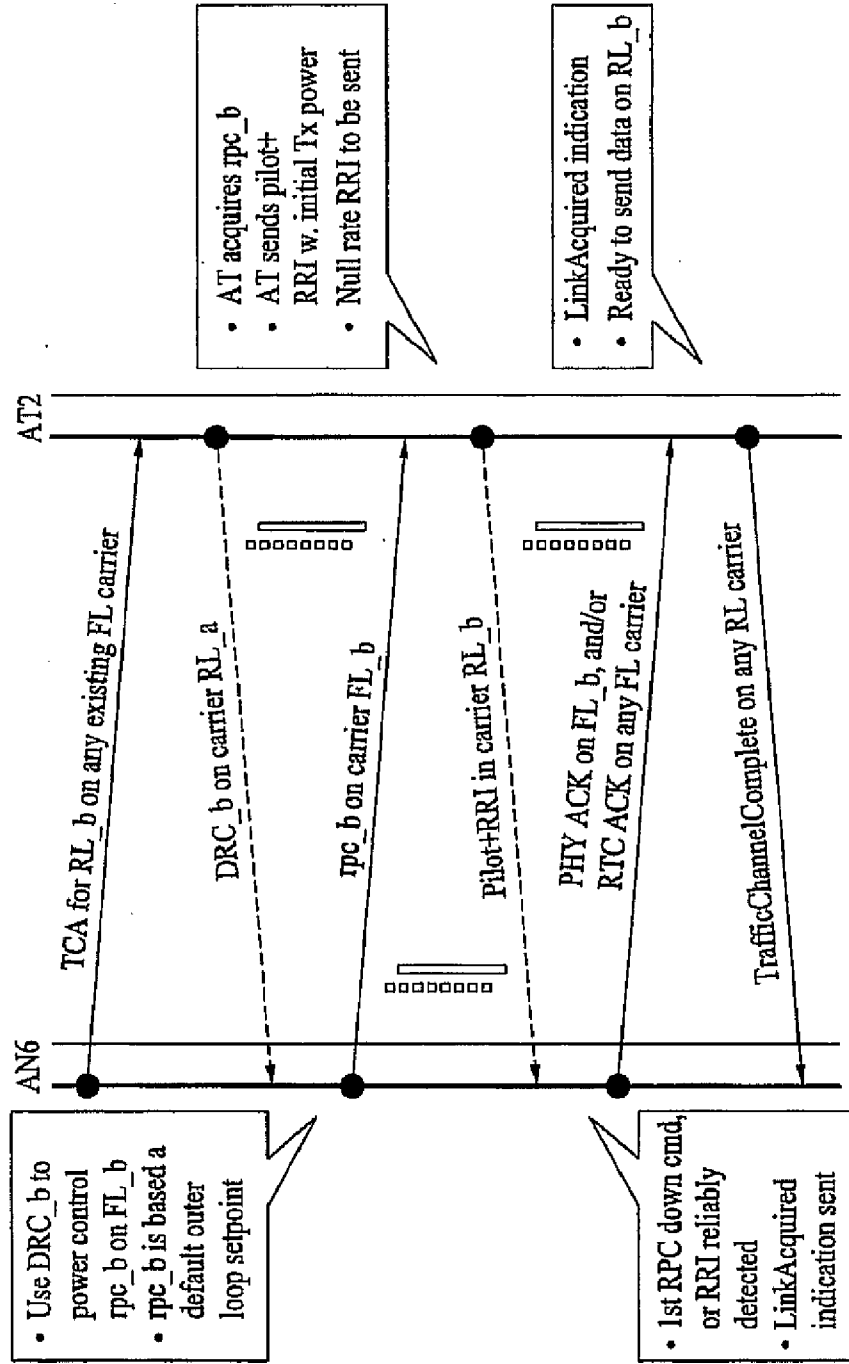 AN6
AT2
• Use DRC_b to
power control
rpc_b on FL_b
• rpc_b is based a
default outer
loop setpoint
TCA for RL_b on any existing FL carrier
DRC_b on carrier RL_a
rpc_b on carrier FL_b
• AT acquires rpc_b
• AT sends pilot+
RRI w. initial Tx power
• Null rate RRI to be sent
Pilot+RRI in carrier RL_b
• 1st RPC down cmd,
or RRI reliably
detected
• LinkAcquired
indication sent
PHY ACK on FL_b, and/or
RTC ACK on any FL carrier
TrafficChannelComplete on any RL carrier
• LinkAcquired indication
• Ready to send data on RL_b